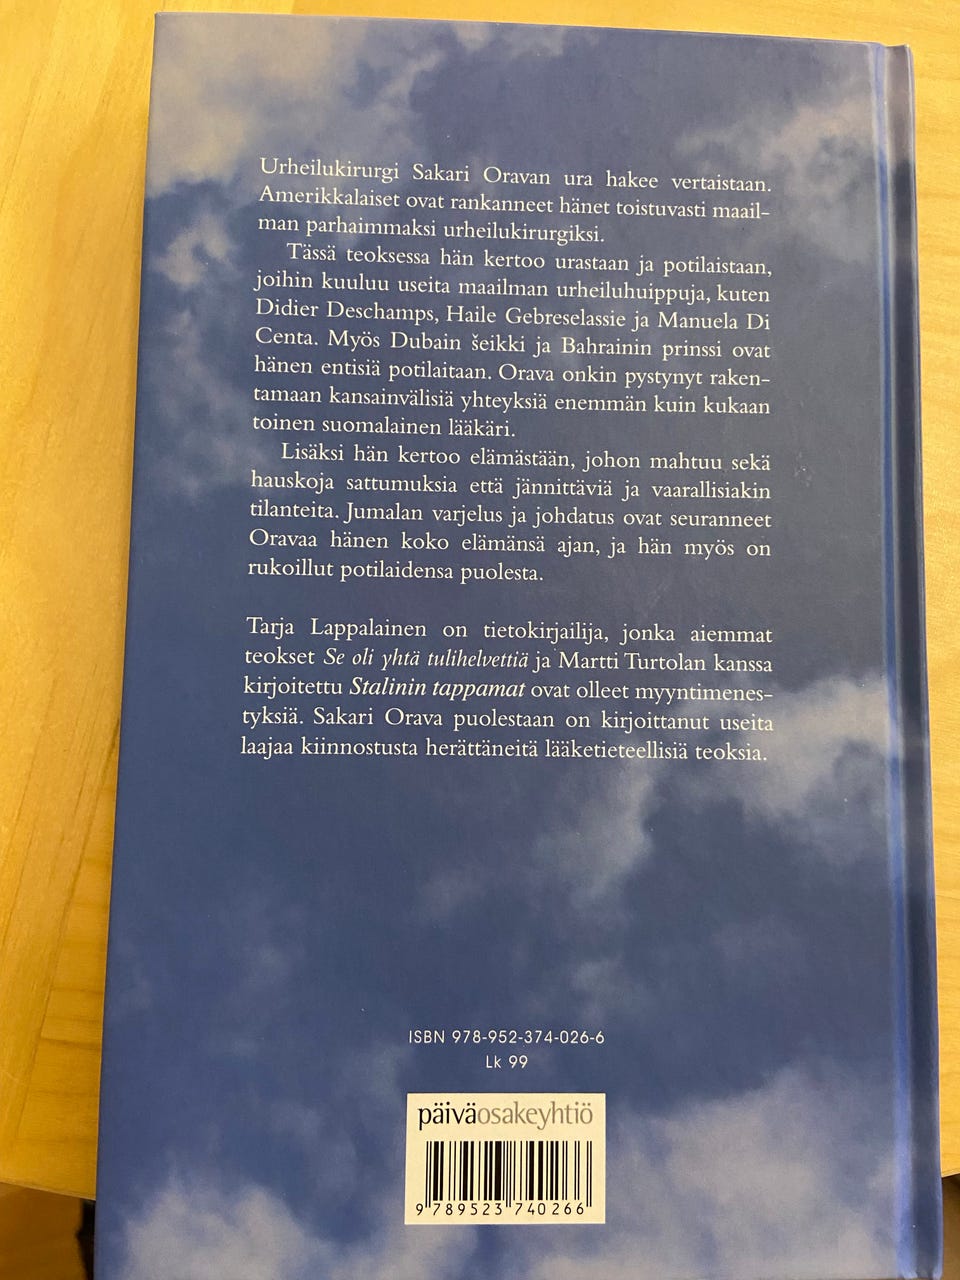 Urheilukirurgi Sakari Oravan ura hakee vertaistaan.
Amerikkalaiset ovat rankanneet hänet toistuvasti maail-
man parhaimmaksi urheilukirurgiksi.
Tässä teoksessa hän kertoo urastaan ja potilaistaan,
joihin kuuluu useita maailman urheiluhuippuja, kuten
Didier Deschamps, Haile Gebreselassie ja Manuela Di
Centa. Myös Dubain šeikki ja Bahrainin prinssi ovat
hänen entisiä potilaitaan. Orava onkin pystynyt raken-
tamaan kansainvälisiä yhteyksiä enemmän kuin kukaan
toinen suomalainen lääkäri.
Lisäksi hän kertoo elämästään, johon mahtuu sekä
hauskoja sattumuksia että jännittäviä ja vaarallisiakin
tilanteita. Jumalan varjelus ja johdatus ovat seuranneet
Oravaa hänen koko elämänsä ajan, ja hän myös on
rukoillut potilaidensa puolesta.
Tarja Lappalainen on tietokirjailija, jonka aiemmat
teokset Se oli yhtä tulihelvettiä ja Martti Turtolan kanssa
kirjoitettu Stalinin tappamat ovat olleet myyntimenes-
tyksiä. Sakari Orava puolestaan on kirjoittanut useita
laajaa kiinnostusta herättäneitä lääketieteellisiä teoksia.
ISBN 978-952-374-026-6
Lk 99
päiväosakeyhtiö
9 789523 740266